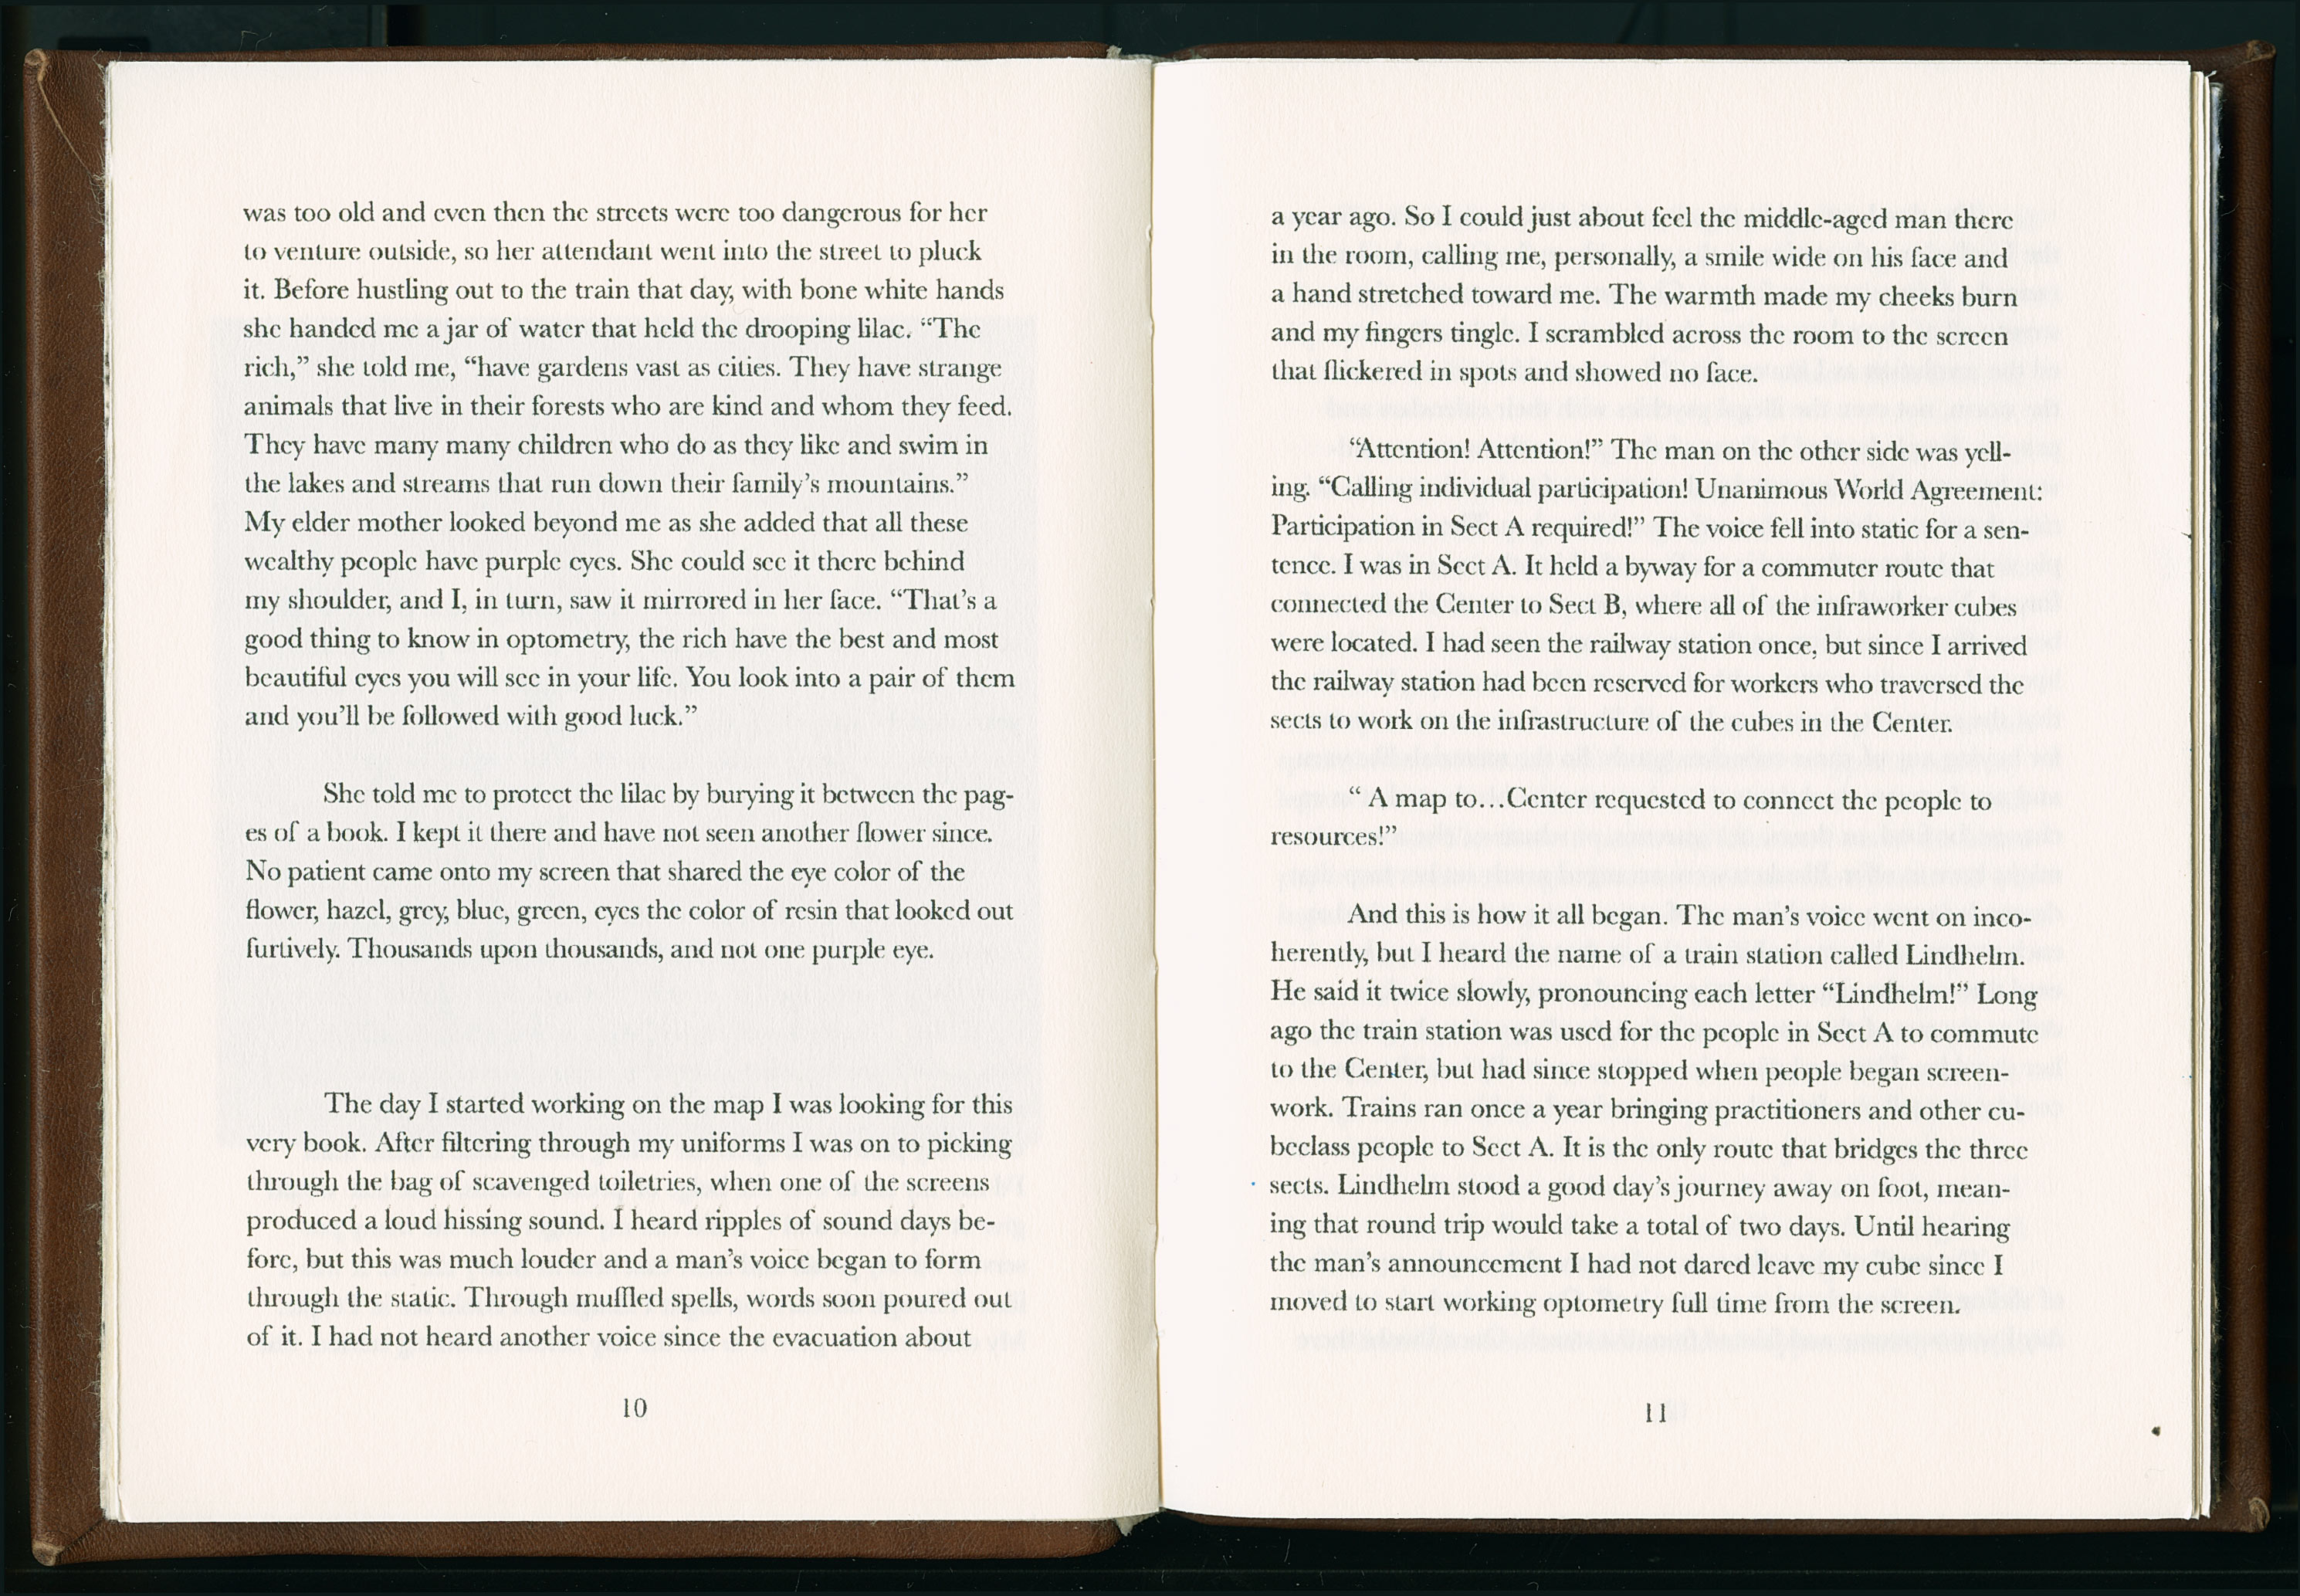 was too old and even then the streets were too dangerous for her
to venture outside, so her attendant went into the street to pluck
it. Before hustling out to the train that day, with bone white hands
she handed me a jar of water that held the drooping lilac. “The
rich,” she told me, “have gardens vast as cities. They have strange
animals that live in their forests who are kind and whom they feed.
They have many many children who do as they like and swim in
the lakes and streams that run down their family’s mountains.”
My elder mother looked beyond me as she added that all these
wealthy people have purple eyes. She could see it there behind
my shoulder, and I, in turn, saw it mirrored in her face. “That’s a
good thing to know in optometry, the rich have the best and most
beautiful eyes you will see in your life. You look into a pair of them
and you’ll be followed with good luck.”
She told me to protect the lilac by burying it between the pag-
es of a book. I kept it there and have not seen another flower since.
No patient came onto my screen that shared the eye color of the
flower, hazel, grey, blue, green, eyes the color of resin that looked out
furtively. Thousands upon thousands, and not one purple eye.
The day I started working on the map I was looking for this
very book. After filtering through my uniforms I was on to picking
through the bag of scavenged toiletries, when one of the screens
produced a loud hissing sound. I heard ripples of sound days be-
fore, but this was much louder and a man’s voice began to form
through the static. Through muffled spells, words soon poured out
of it. I had not heard another voice since the evacuation about
10
a year ago. So I could just about feel the middle-aged man there
in the room, calling me, personally, a smile wide on his face and
a hand stretched toward me. The warmth made my cheeks burn
and my fingers tingle. I scrambled across the room to the screen
that flickered in spots and showed no face.
“Attention! Attention!” The man on the other side was yell-
ing. “Calling individual participation! Unanimous World Agreement:
Participation in Sect A required!” The voice fell into static for a sen-
tence. I was in Sect A. It held a byway for a commuter route that
connected the Center to Sect B, where all of the infraworker cubes
were located. I had seen the railway station once, but since I arrived
the railway station had been reserved for workers who traversed the
sects to work on the infrastructure of the cubes in the Center.
“ A map to…Center requested to connect the people to
resources!”
And this is how it all began. The man’s voice went on inco-
herently, but I heard the name of a train station called Lindhelm.
He said it twice slowly, pronouncing each letter “Lindhelm!” Long
ago the train station was used for the people in Sect A to commute
to the Center, but had since stopped when people began screen-
work. Trains ran once a year bringing practitioners and other cu-
beclass people to Sect A. It is the only route that bridges the three
sects. Lindhelm stood a good day’s journey away on foot, mean-
ing that round trip would take a total of two days. Until hearing
the man’s announcement I had not dared leave my cube since I
moved to start working optometry full time from the screen.
11